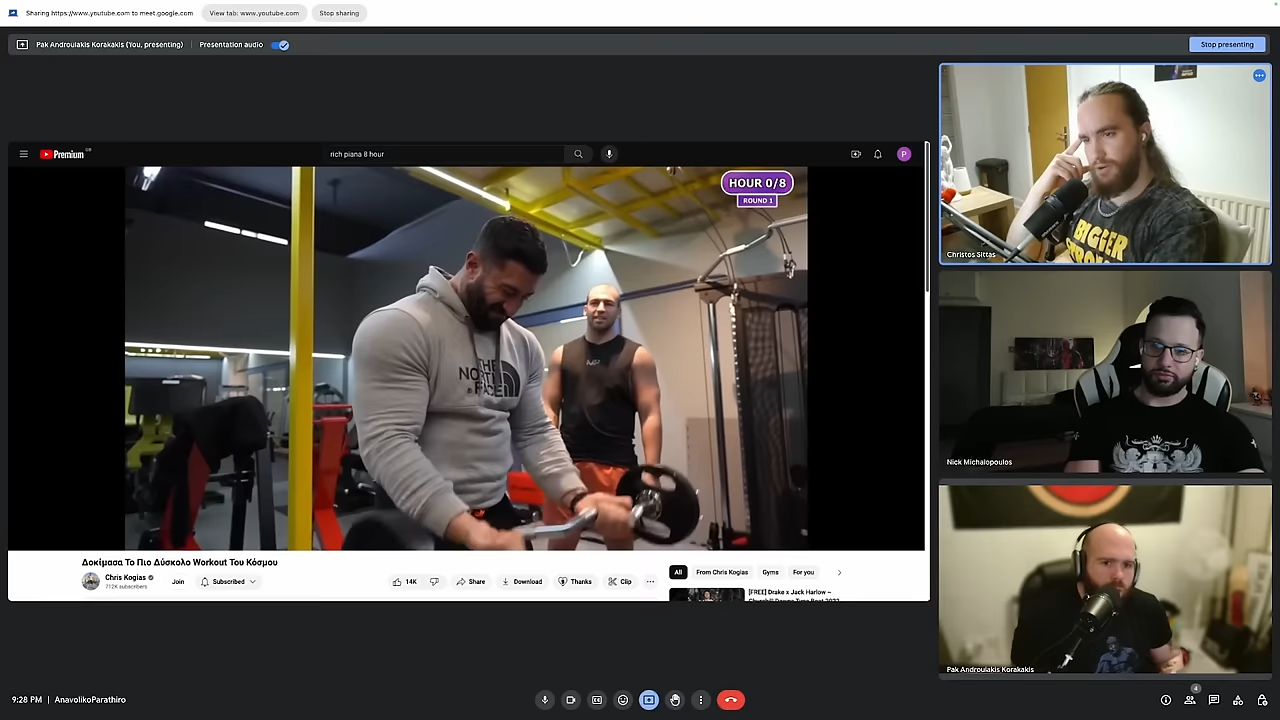 Sharing https://www.youtube.com to meet.google.com
View tab: www.youtube.com
Stop sharing
Pak Androulakis Korakakis (You, presenting)
Presentation audio
Stop presenting
Premium
rich piana 8 hour
P
HOUR 0/8
ROUND 1
THE
NORTH
FACE
BIGGER
Christos Sittas
Nick Michalopoulos
Pak Androulakis Korakakis
Δοκίμασα Το Πιο Δύσκολο Workout Του Κόσμου
Chris Kogias
712K subscribers
Join
Subscribed
14K
Share
Download
Thanks
Clip
All
From Chris Kogias
Gyms
For you
[FREE] Drake x Jack Harlow ~
9:28 PM | AnavolikoParathiro
4